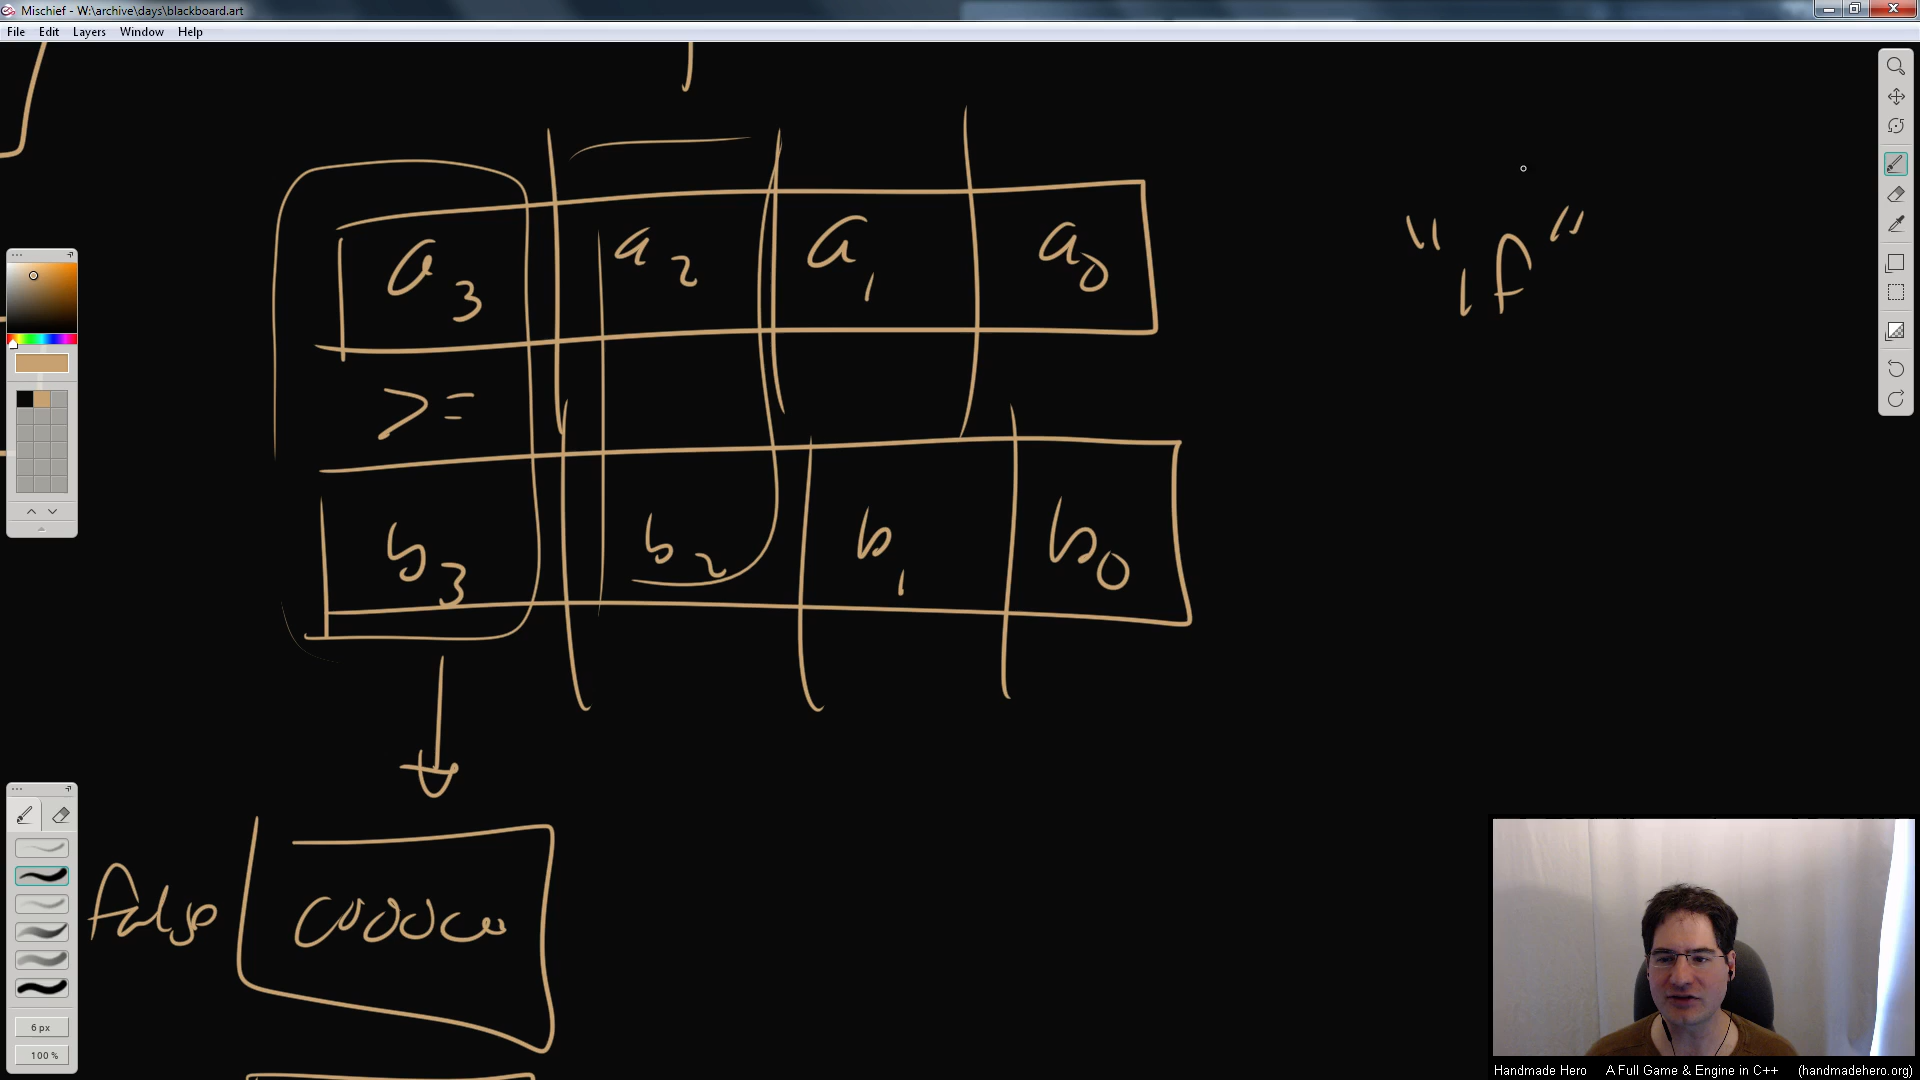 Mischief - W:\archive\days\blackboard.art
File Edit Layers Window Help
a3 a2 a1 a0
"if"
>=
b3 b2 b1 b0
false 000000
6 px
100 %
Handmade Hero A Full Game & Engine in C++ (handmadehero.org)